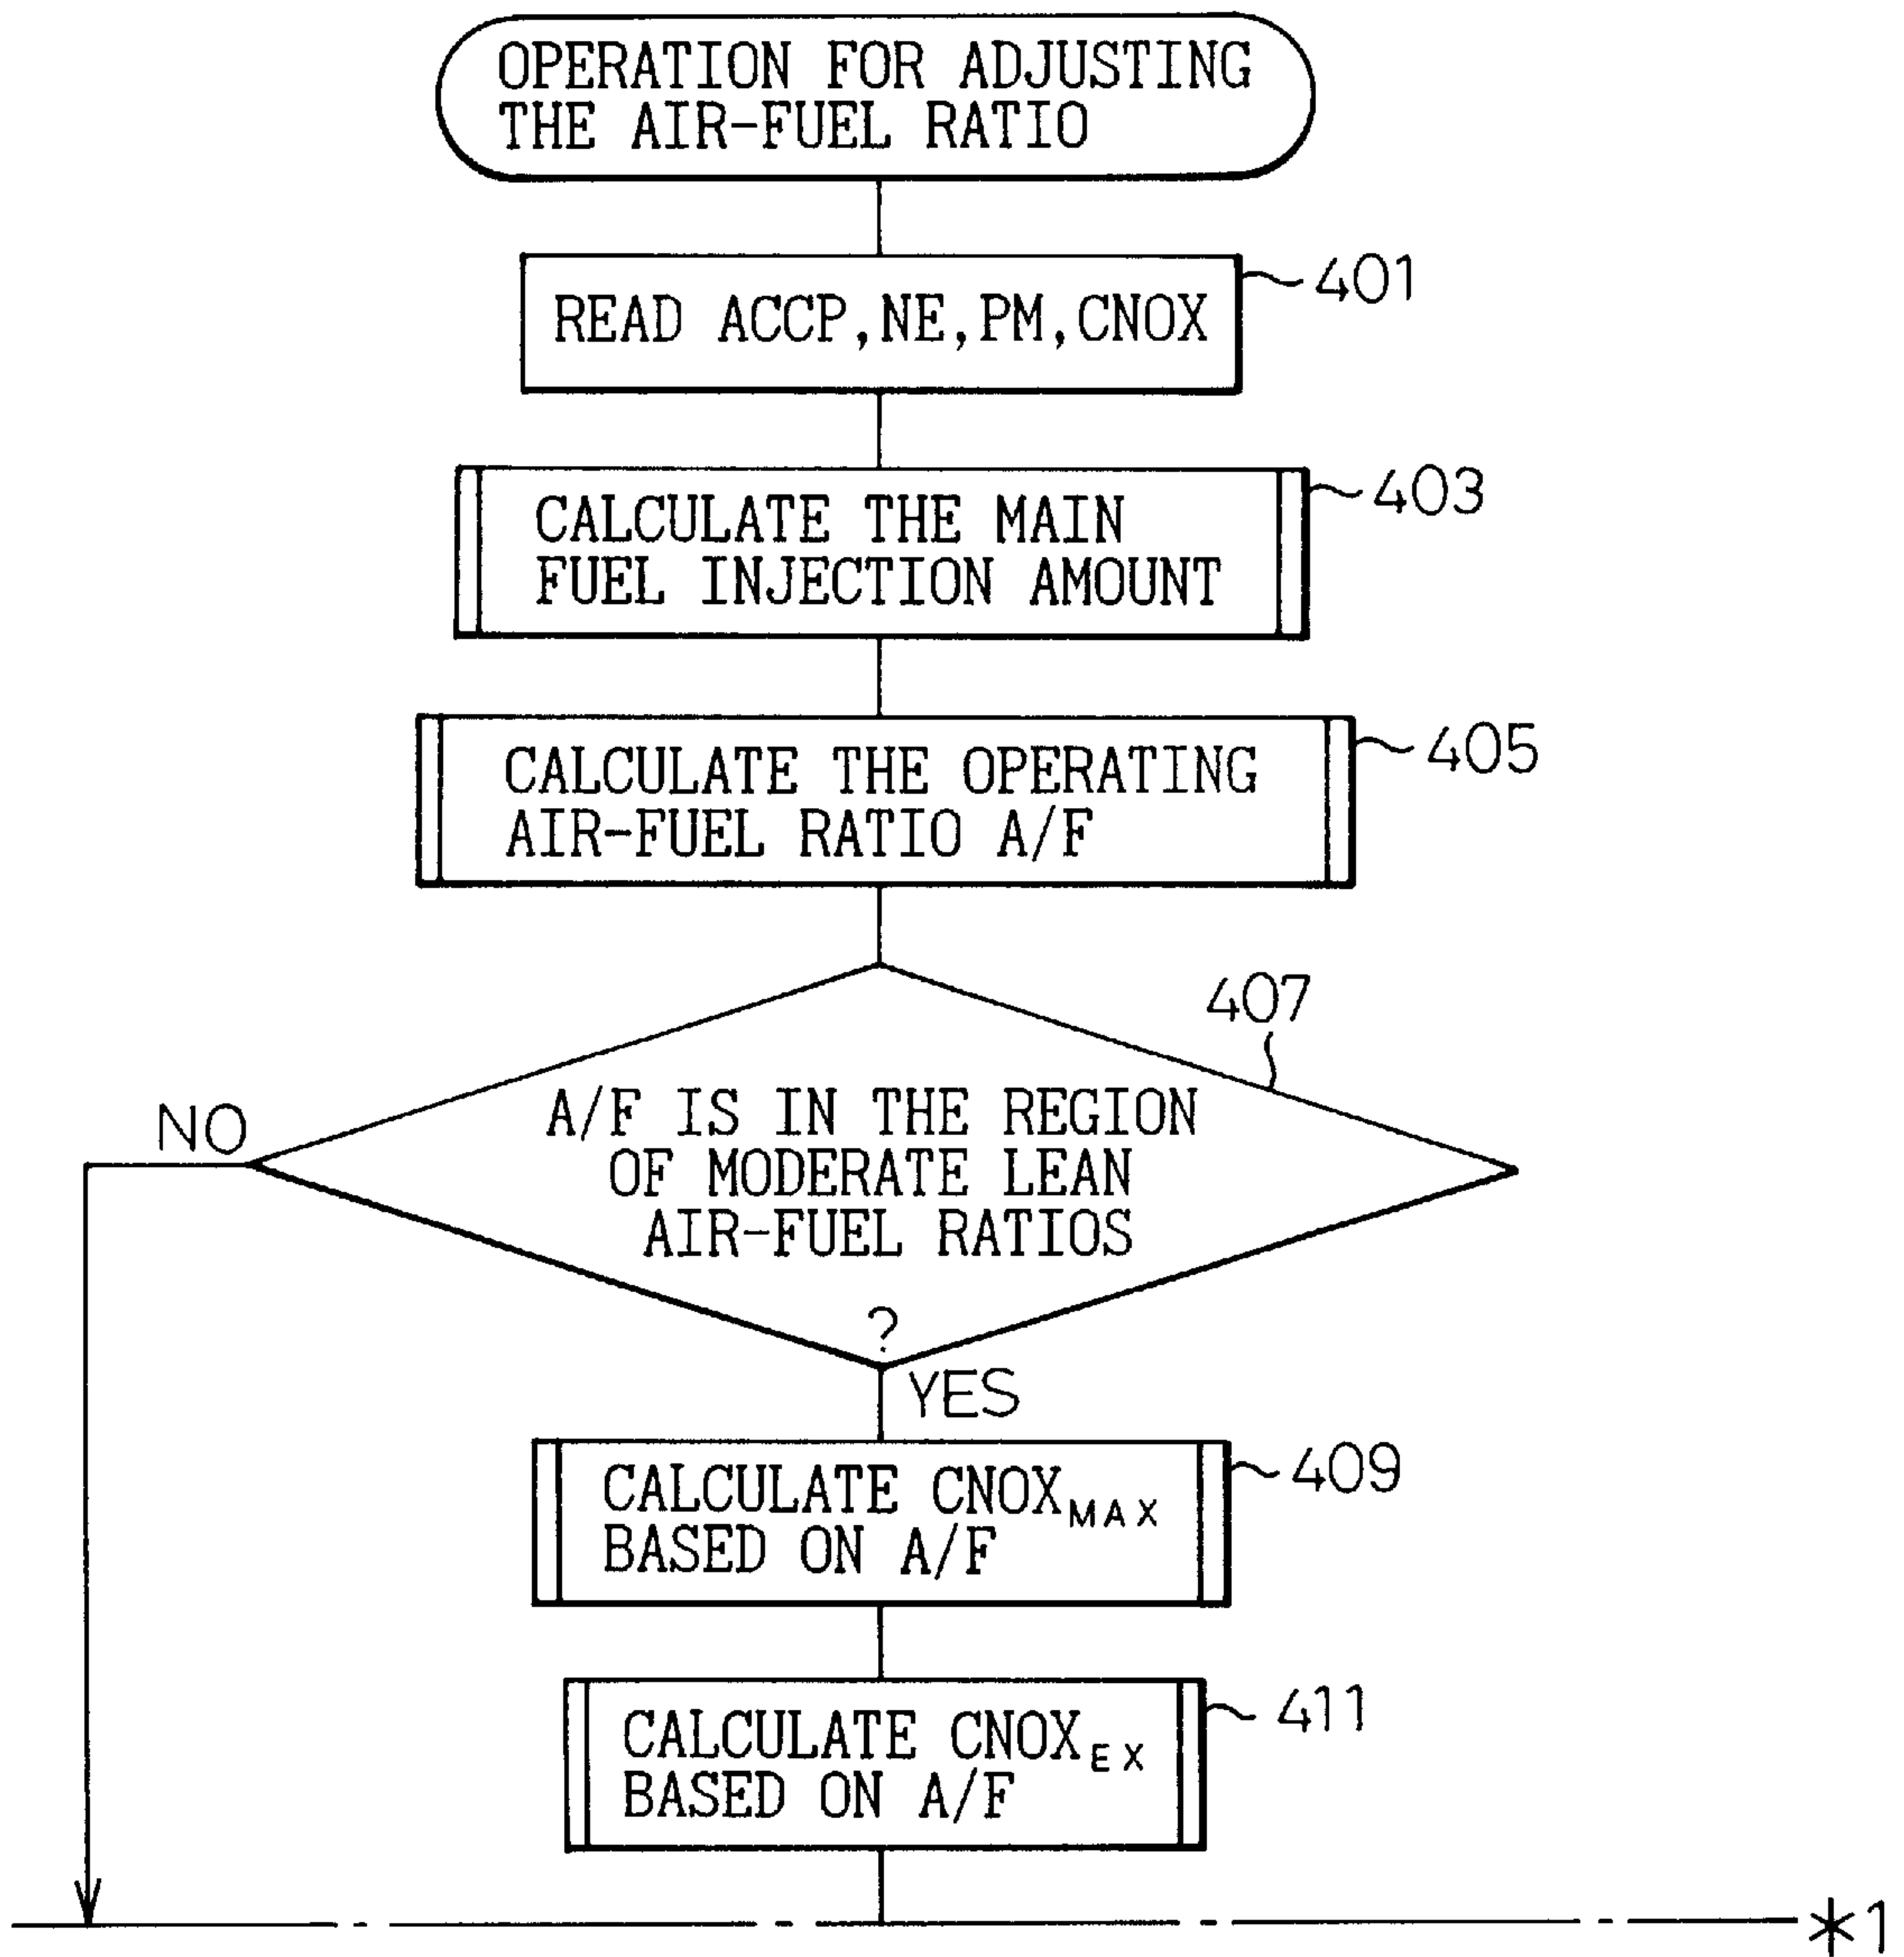 OPERATION FOR ADJUSTING
THE AIR-FUEL RATIO
401
READ ACCP,NE,PM,CNOX
403
CALCULATE THE MAIN
FUEL INJECTION AMOUNT
405
CALCULATE THE OPERATING
AIR-FUEL RATIO A/F
407
NO
A/F IS IN THE REGION
OF MODERATE LEAN
AIR-FUEL RATIOS
?
YES
409
CALCULATE CNOXMAX
BASED ON A/F
411
CALCULATE CNOXEX
BASED ON A/F
*1